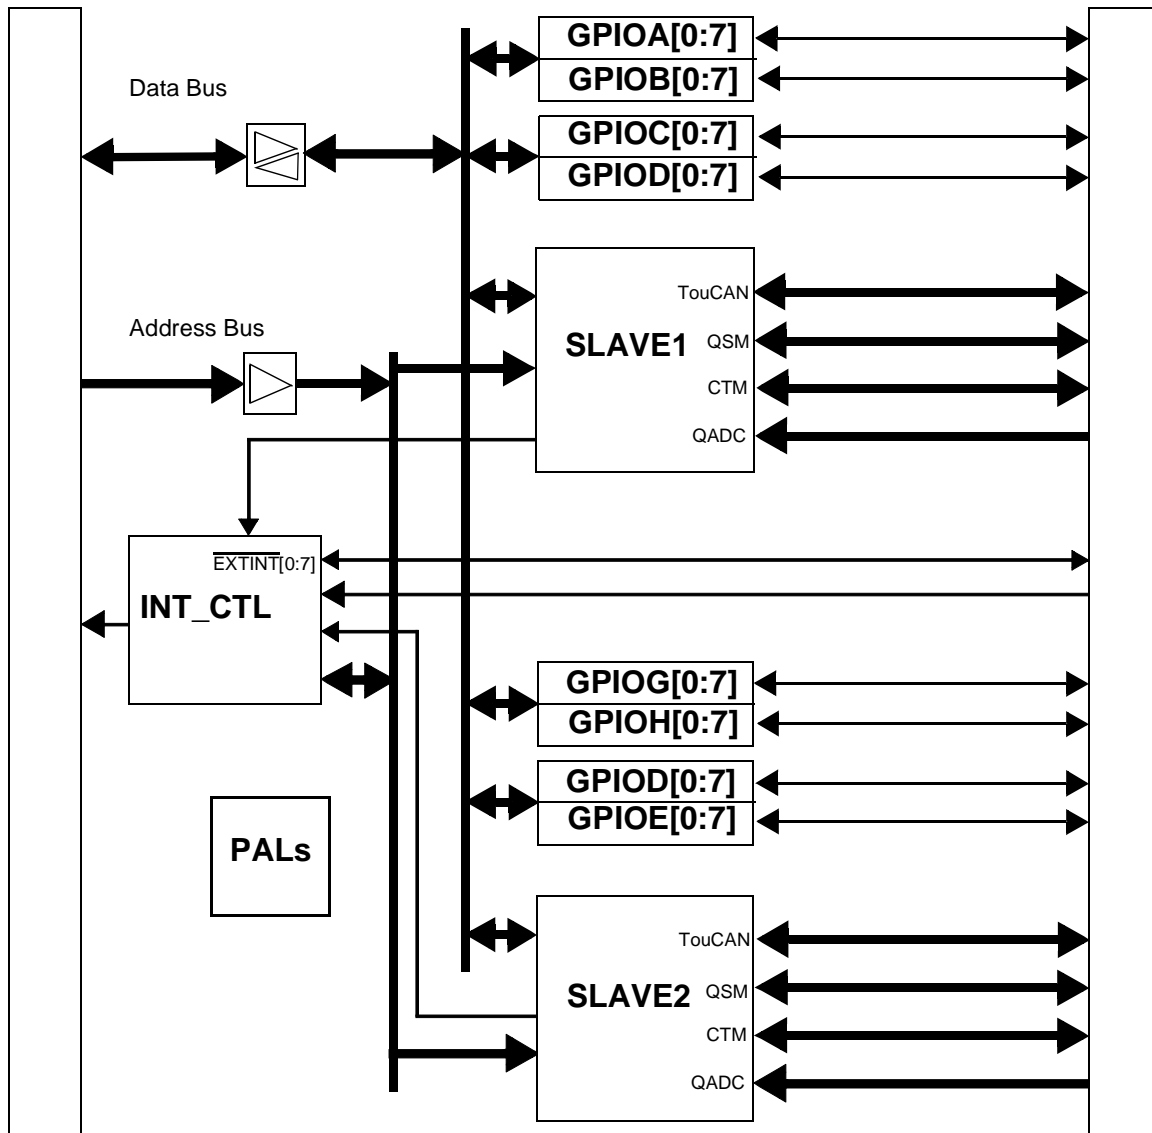 GPIOA[0:7]
GPIOB[0:7]
Data Bus
GPIOC[0:7]
GPIOD[0:7]
TouCAN
Address Bus
SLAVE1
QSM
CTM
QADC
EXTINT[0:7]
INT_CTL
GPIOG[0:7]
GPIOH[0:7]
GPIOD[0:7]
GPIOE[0:7]
PALs
TouCAN
SLAVE2
QSM
CTM
QADC